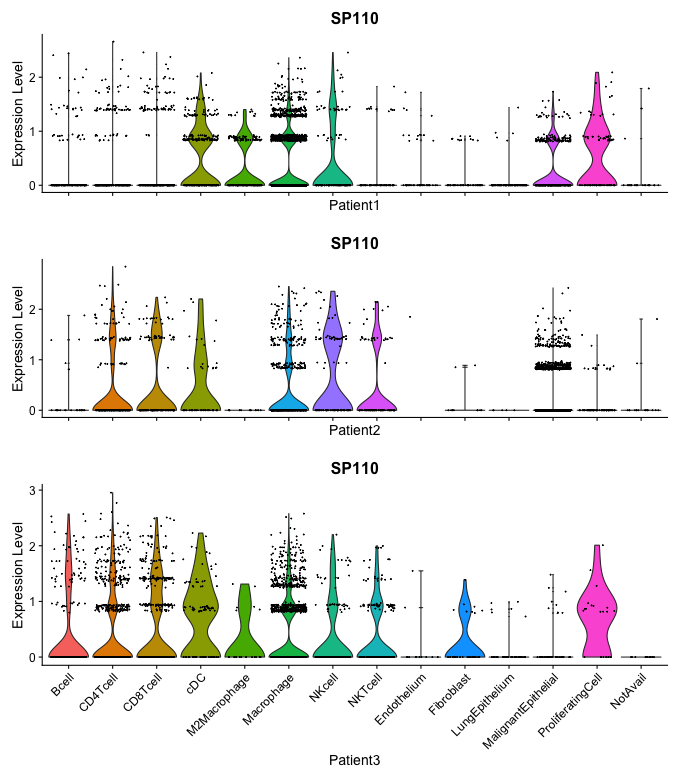 SP110
Expression Level
2
1
0
Patient1
SP110
Expression Level
2
1
0
Patient2
SP110
Expression Level
3
2
1
0
Bcell
CD4Tcell
CD8Tcell
cDC
M2Macrophage
Macrophage
NKcell
NKTcell
Endothelium
Fibroblast
LungEpithelium
MalignantEpithelial
ProliferatingCell
NotAvail
Patient3